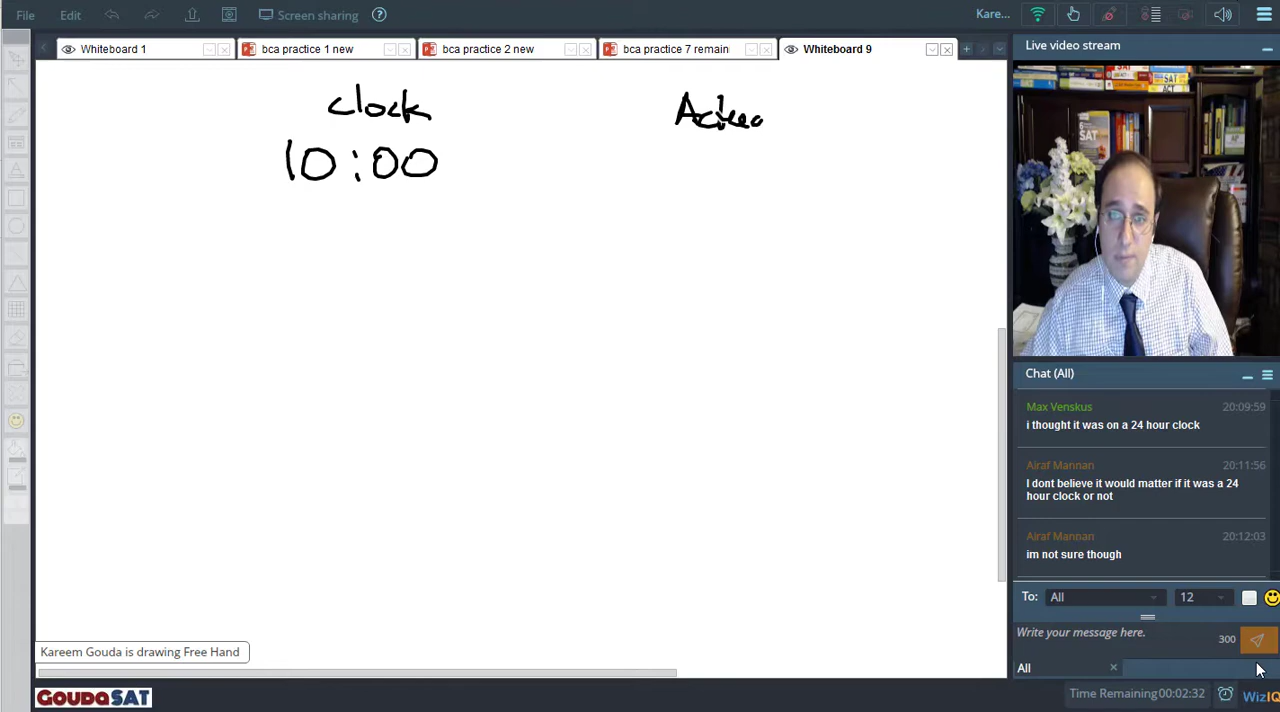 File Edit Screen sharing ? Kare...
Whiteboard 1 bca practice 1 new bca practice 2 new bca practice 7 remain Whiteboard 9
Live video stream
clock
10:00
SAT
SAT
ACT
Chat (All)
Max Venskus 20:09:59
i thought it was on a 24 hour clock
Airaf Mannan 20:11:56
I dont believe it would matter if it was a 24
hour clock or not
Airaf Mannan 20:12:03
im not sure though
To: All 12
Write your message here. 300
All
Kareem Gouda is drawing Free Hand
GOUDASAT
Time Remaining:00:02:32 WizIQ